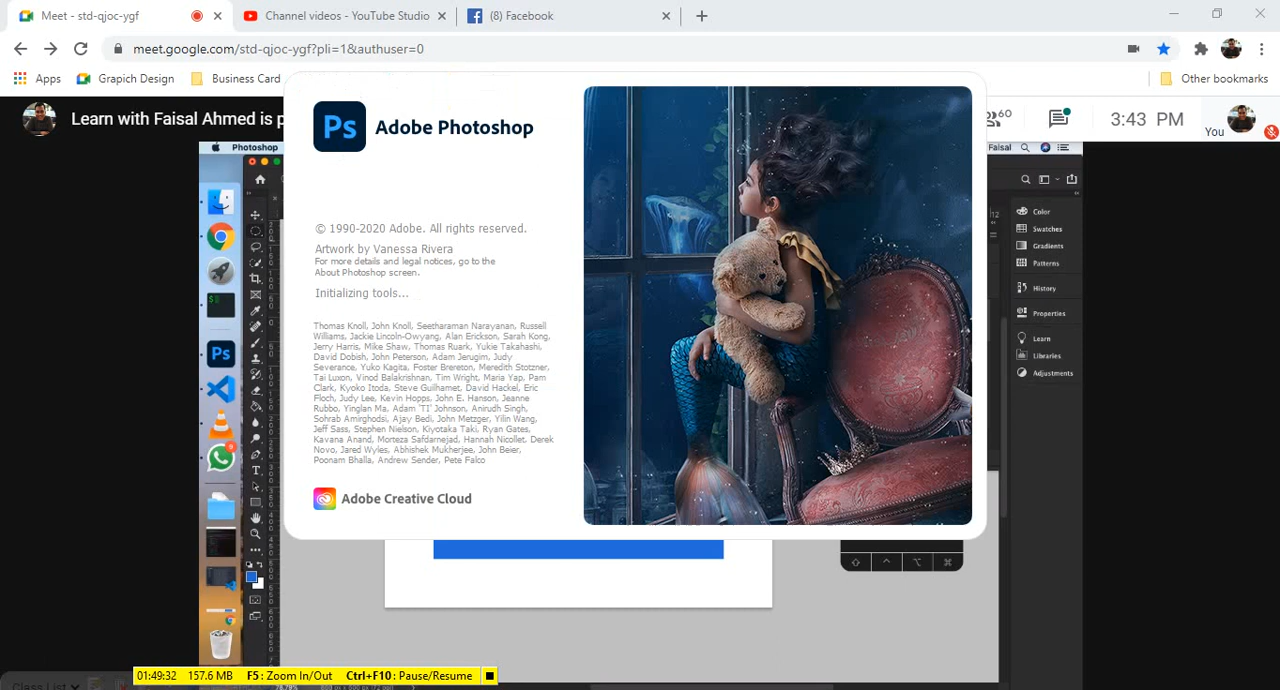 Meet - std-qjoc-ygf
Channel videos - YouTube Studio
(8) Facebook
meet.google.com/std-qjoc-ygf?pli=1&authuser=0
Apps
Grapich Design
Business Card
Other bookmarks
Learn with Faisal Ahmed is p
60
3:43 PM
You
Photoshop
Faisal
Ps
Adobe Photoshop
© 1990-2020 Adobe. All rights reserved.
Artwork by Vanessa Rivera
For more details and legal notices, go to the
About Photoshop screen.
Initializing tools...
Thomas Knoll, John Knoll, Seetharaman Narayanan, Russell
Williams, Jackie Lincoln-Owyang, Alan Erickson, Sarah Kong,
Jerry Harris, Mike Shaw, Thomas Ruark, Yukie Takahashi,
David Dobish, John Peterson, Adam Jerugim, Judy
Severance, Yuko Kagita, Foster Brereton, Meredith Stotzner,
Tai Luxon, Vinod Balakrishnan, Tim Wright, Maria Yap, Pam
Clark, Kyoko Itoda, Steve Guilhamet, David Hackel, Eric
Floch, Judy Lee, Kevin Hopps, John E. Hanson, Jeanne
Rubbo, Yinglan Ma, Adam 'TI' Johnson, Anirudh Singh,
Sohrab Amirghodsi, Ajay Bedi, John Metzger, Yilin Wang,
Jeff Sass, Stephen Nielson, Kiyotaka Taki, Ryan Gates,
Kavana Anand, Morteza Safdarnejad, Hannah Nicollet, Derek
Novo, Jared Wyles, Abhishek Mukherjee, John Beier,
Poonam Bhalla, Andrew Sender, Pete Falco
Adobe Creative Cloud
Color
Swatches
Gradients
Patterns
History
Properties
Learn
Libraries
Adjustments
Ps
Class List
01:49:32 157.6 MB F5: Zoom In/Out Ctrl+F10: Pause/Resume